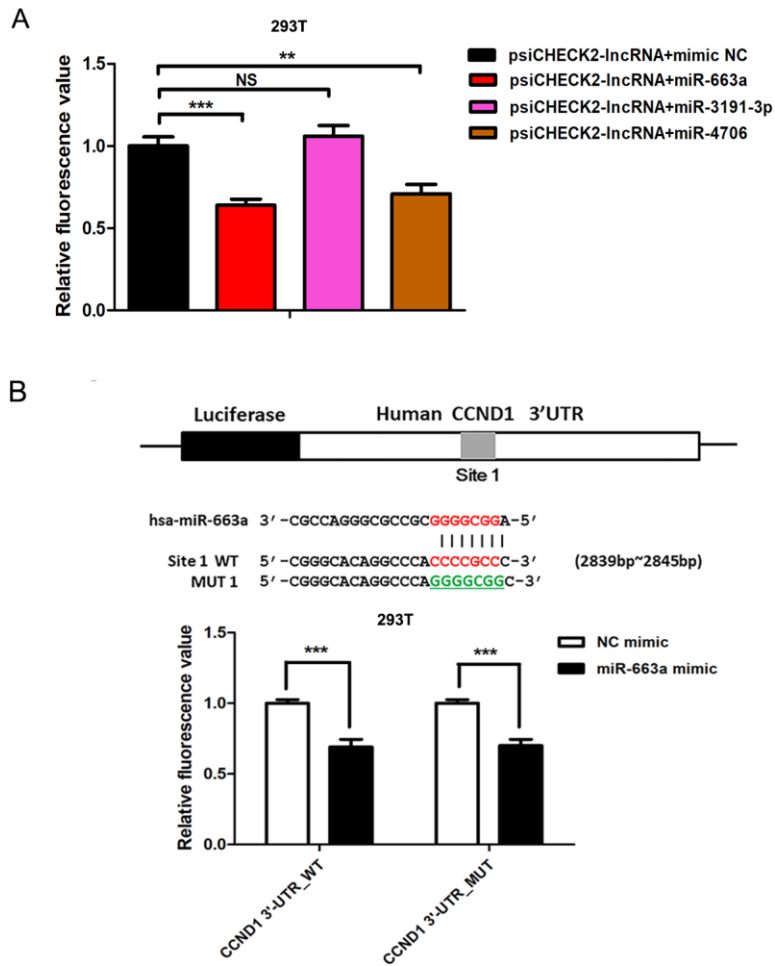 A
293T
Relative fluorescence value
1.5
1.0
0.5
0.0
***
NS
**
psiCHECK2-lncRNA+mimic NC
psiCHECK2-lncRNA+miR-663a
psiCHECK2-lncRNA+miR-3191-3p
psiCHECK2-lncRNA+miR-4706
B
Luciferase Human CCND1 3'UTR
Site 1
hsa-miR-663a 3′-CGCCAGGGCGCCGCGGGGCGGA-5′
Site 1 WT 5′-CGGGCACAGGCCCACCCCGCCC-3′ (2839bp~2845bp)
MUT 1 5′-CGGGCACAGGCCCAGGGGCGGC-3′
293T
Relative fluorescence value
1.5
1.0
0.5
0.0
***
***
NC mimic
miR-663a mimic
CCND1 3'-UTR_WT
CCND1 3'-UTR_MUT